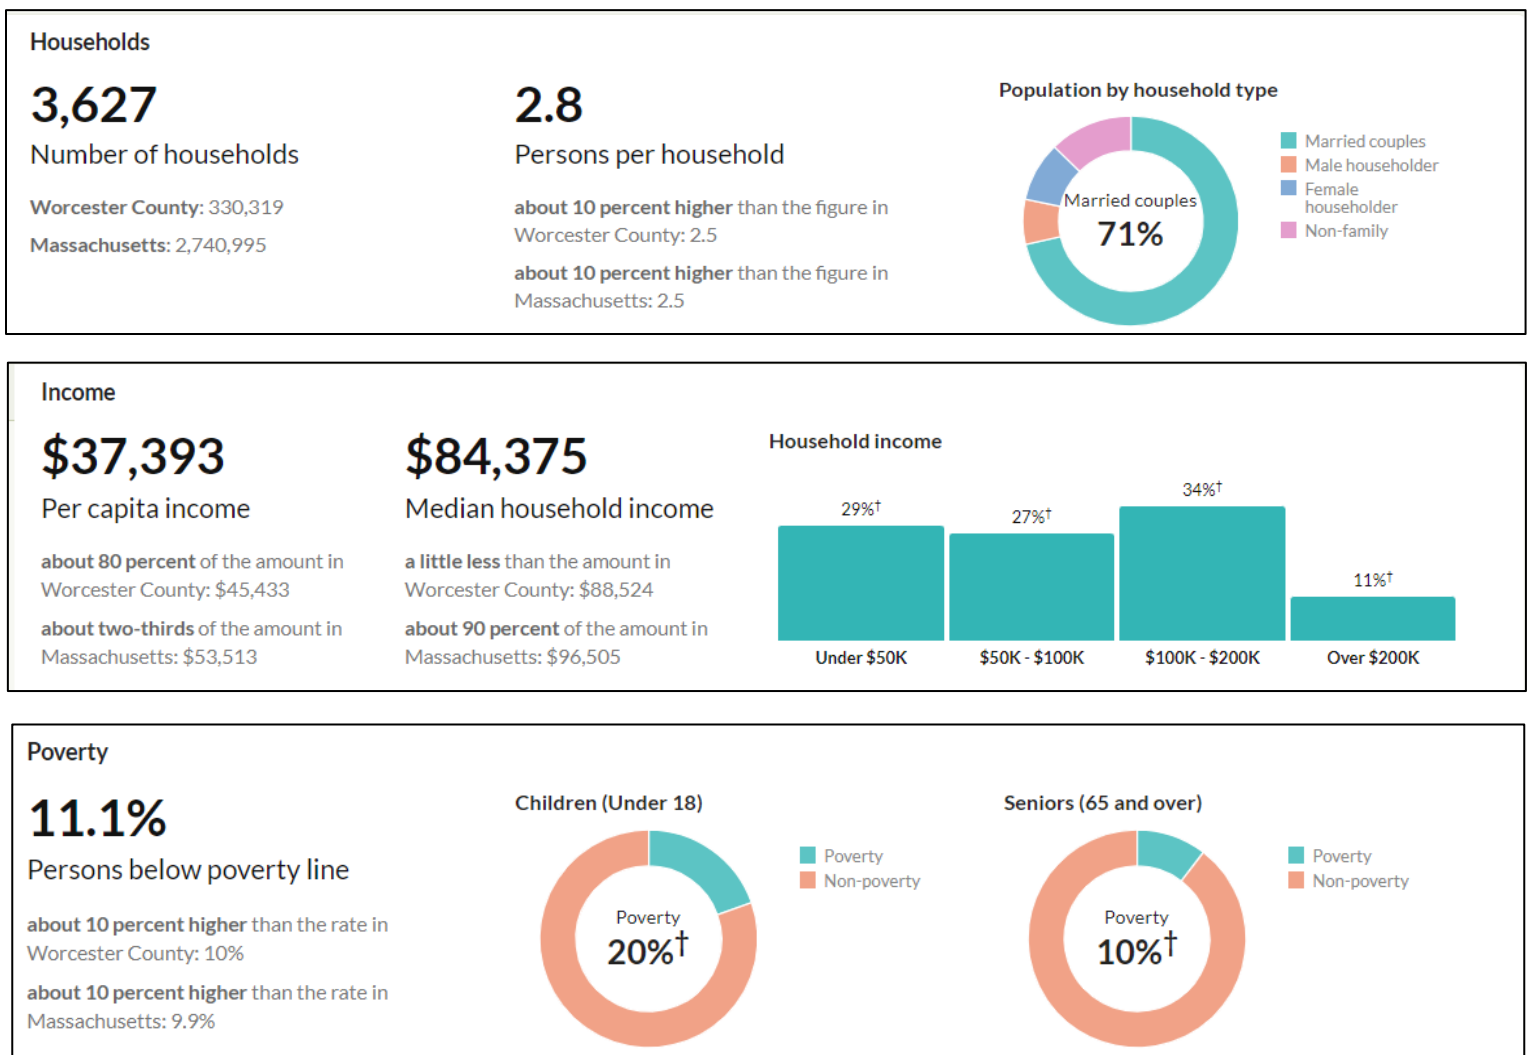 Households
3,627
Number of households
Worcester County: 330,319
Massachusetts: 2,740,995
2.8
Persons per household
about 10 percent higher than the figure in
Worcester County: 2.5
about 10 percent higher than the figure in
Massachusetts: 2.5
Population by household type
Married couples
71%
Married couples
Male householder
Female
householder
Non-family
Income
$37,393
Per capita income
about 80 percent of the amount in
Worcester County: $45,433
about two-thirds of the amount in
Massachusetts: $53,513
$84,375
Median household income
a little less than the amount in
Worcester County: $88,524
about 90 percent of the amount in
Massachusetts: $96,505
Household income
29%†
27%†
34%†
11%†
Under $50K
$50K - $100K
$100K - $200K
Over $200K
Poverty
11.1%
Persons below poverty line
about 10 percent higher than the rate in
Worcester County: 10%
about 10 percent higher than the rate in
Massachusetts: 9.9%
Children (Under 18)
Poverty
20%†
Poverty
Non-poverty
Seniors (65 and over)
Poverty
10%†
Poverty
Non-poverty